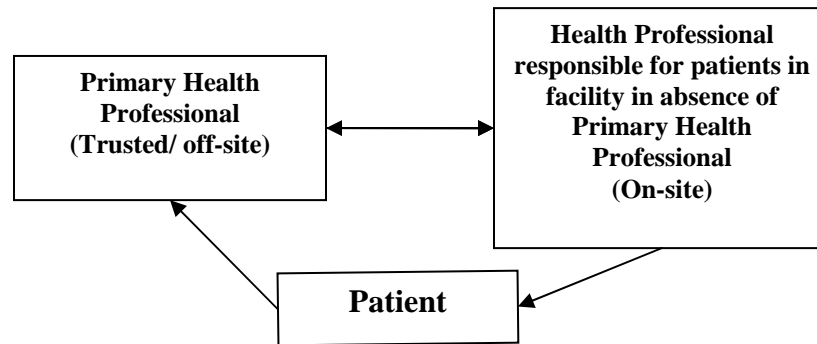 Primary Health
Professional
(Trusted/ off-site)
Health Professional
responsible for patients in
facility in absence of
Primary Health
Professional
(On-site)
Patient